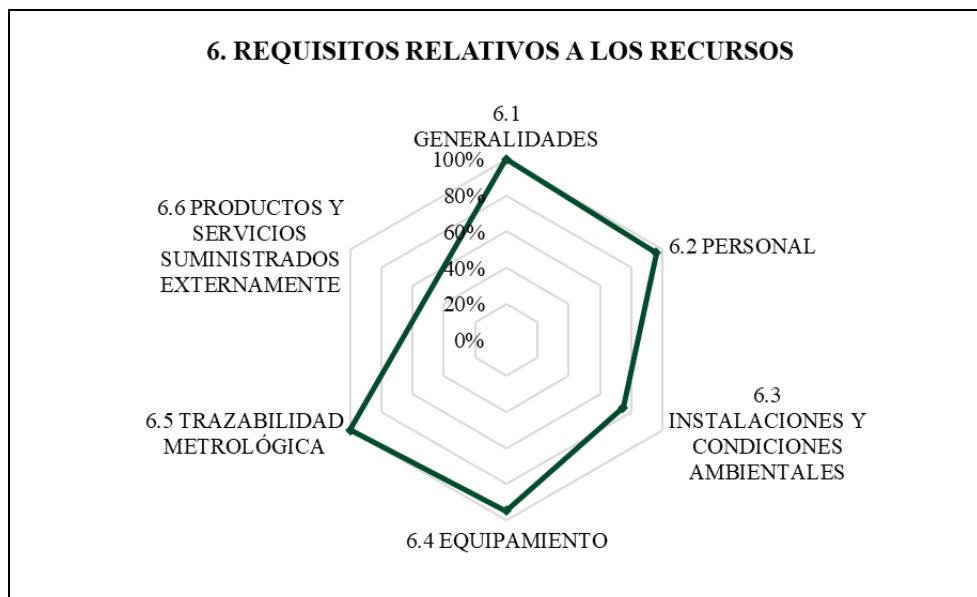 6. REQUISITOS RELATIVOS A LOS RECURSOS
6.1
GENERALIDADES
100%
80%
60%
40%
20%
0%
6.2 PERSONAL
6.3
INSTALACIONES Y
CONDICIONES
AMBIENTALES
6.4 EQUIPAMIENTO
6.5 TRAZABILIDAD
METROLÓGICA
6.6 PRODUCTOS Y
SERVICIOS
SUMINISTRADOS
EXTERNAMENTE